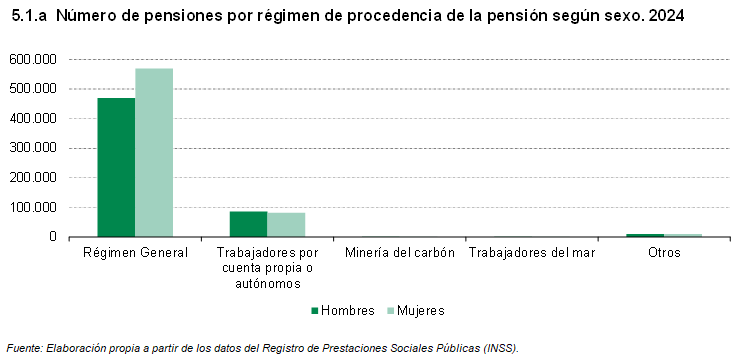 5.1.a Número de pensiones por régimen de procedencia de la pensión según sexo. 2024
600.000
500.000
400.000
300.000
200.000
100.000
0
Régimen General
Trabajadores por
cuenta propia o
autónomos
Minería del carbón
Trabajadores del mar
Otros
Hombres
Mujeres
Fuente: Elaboración propia a partir de los datos del Registro de Prestaciones Sociales Públicas (INSS).